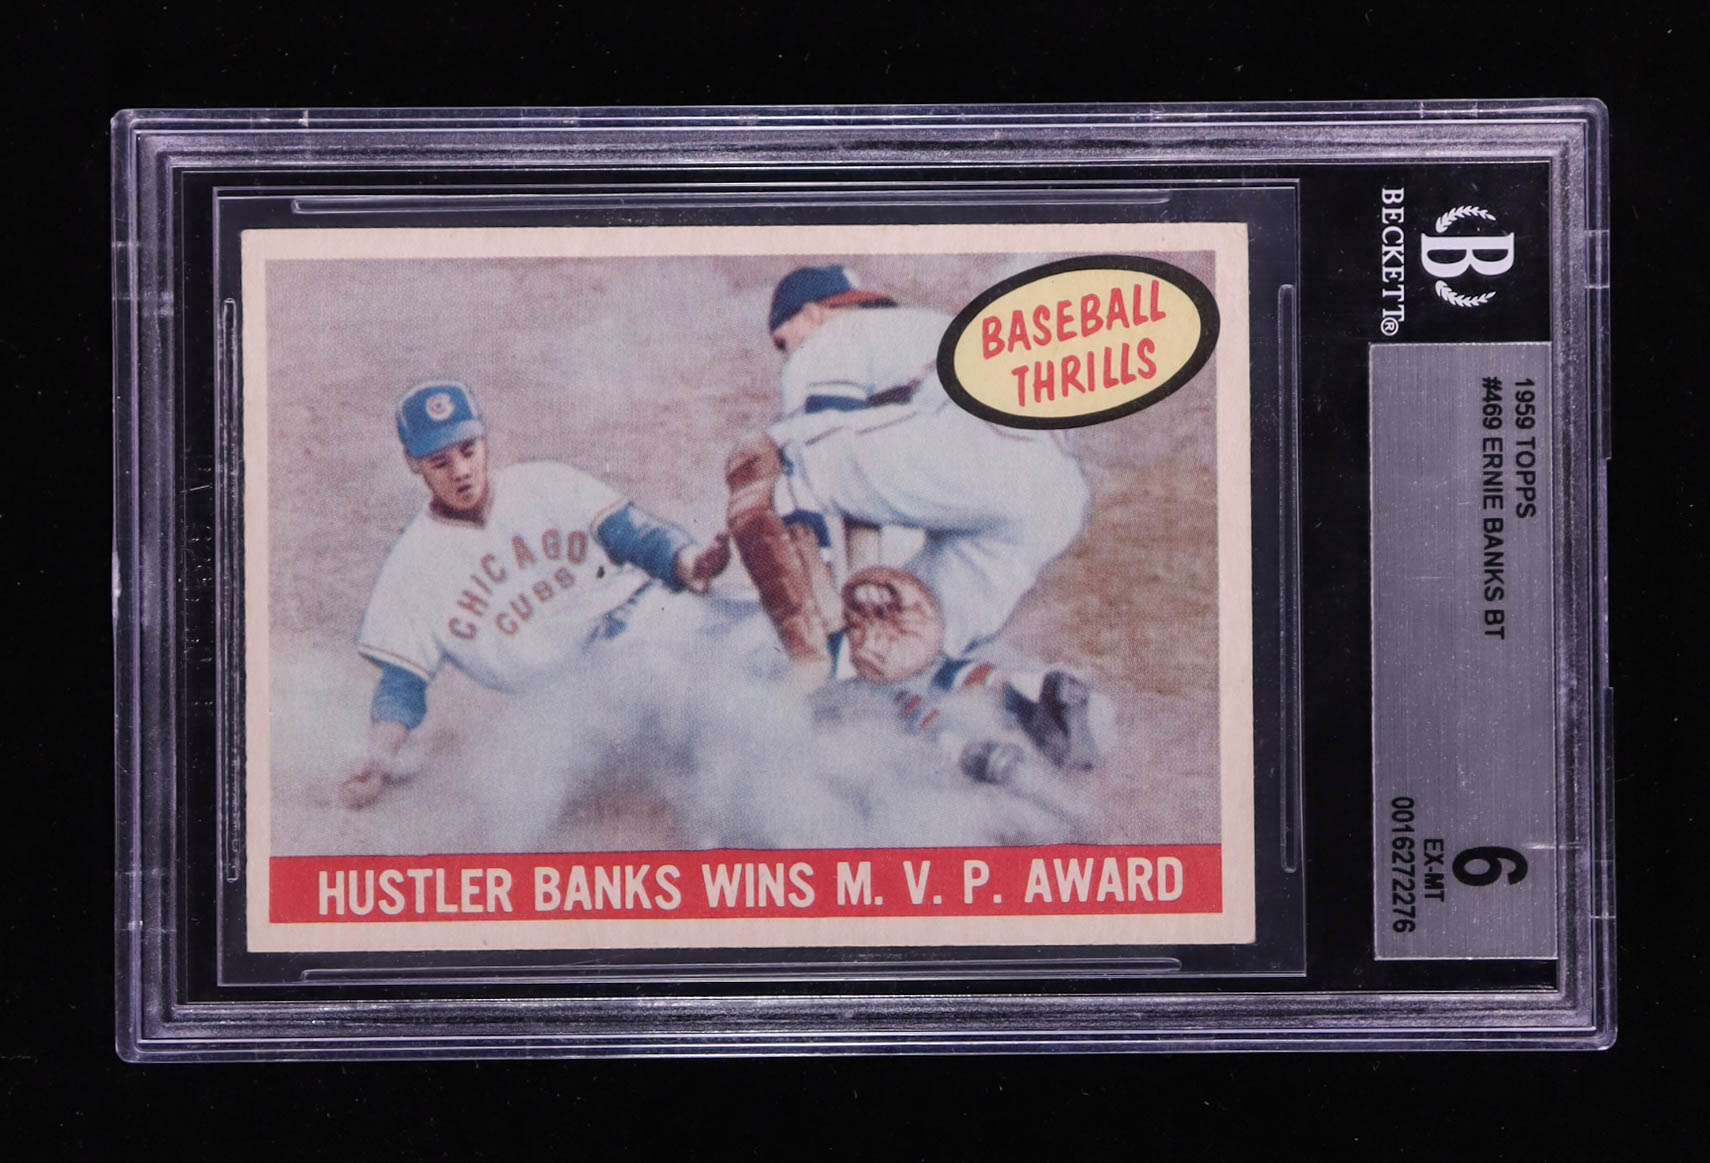 BASEBALL
THRILLS
CHICAGO
CUBS
HUSTLER BANKS WINS M. V. P. AWARD
B
BECKETT®
1959 TOPPS
#469 ERNIE BANKS BT
6
EX-MT
0016272276